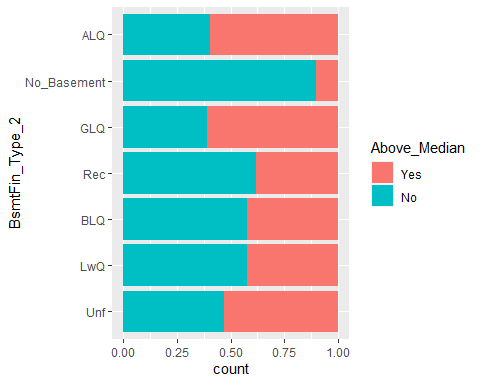 ALQ
No_Basement
GLQ
Rec
BLQ
LwQ
Unf
BsmtFin_Type_2
0.00 0.25 0.50 0.75 1.00
count
Above_Median
Yes
No